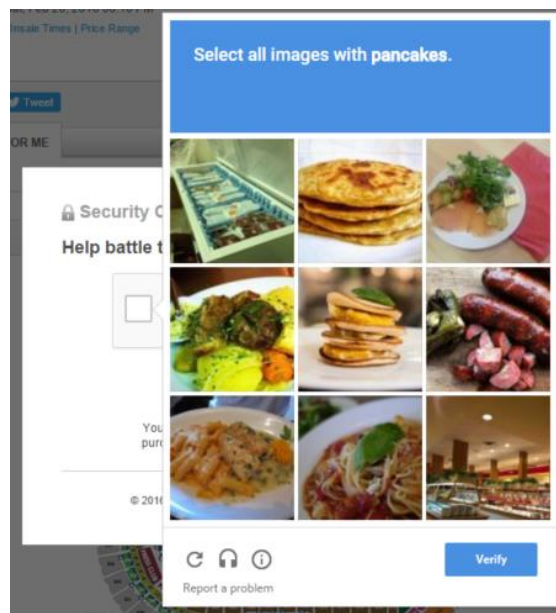 Insale Times | Price Range
Tweet
OR ME
Select all images with pancakes.
Security C
Help battle t
You
purc
© 2016
Report a problem
Verify